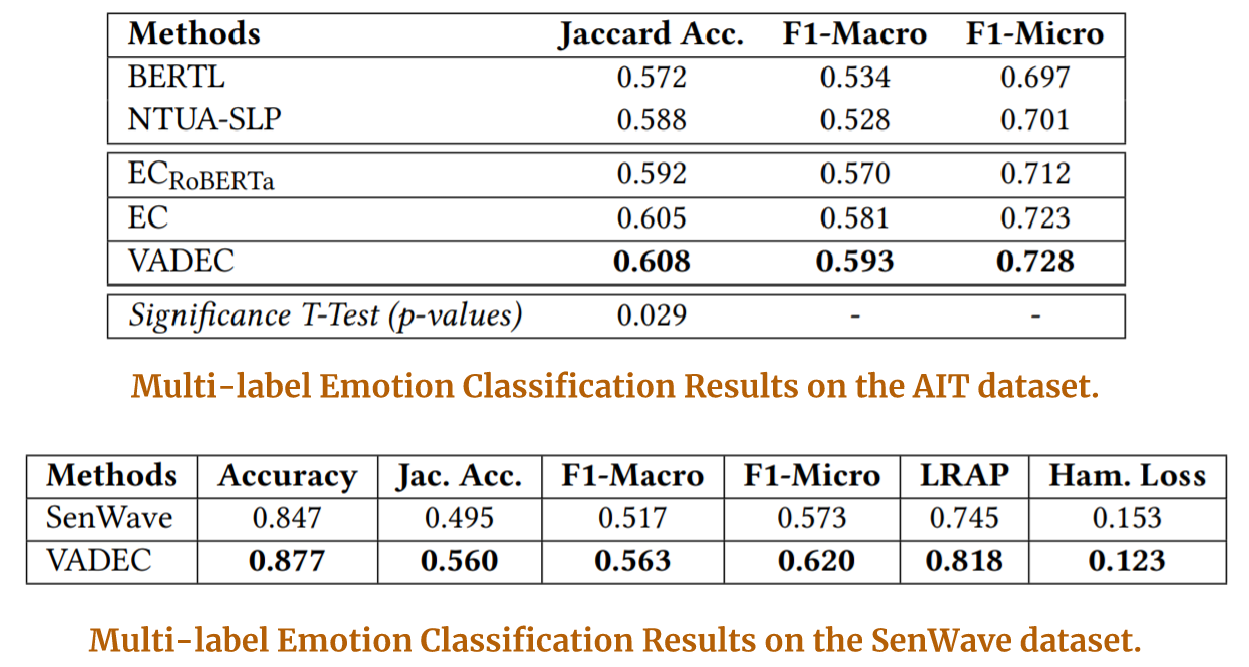 Methods Jaccard Acc. F1-Macro F1-Micro
BERTL 0.572 0.534 0.697
NTUA-SLP 0.588 0.528 0.701
ECRoBERTa 0.592 0.570 0.712
EC 0.605 0.581 0.723
VADEC 0.608 0.593 0.728
Significance T-Test (p-values) 0.029 - -
Multi-label Emotion Classification Results on the AIT dataset.
Methods Accuracy Jac. Acc. F1-Macro F1-Micro LRAP Ham. Loss
SenWave 0.847 0.495 0.517 0.573 0.745 0.153
VADEC 0.877 0.560 0.563 0.620 0.818 0.123
Multi-label Emotion Classification Results on the SenWave dataset.